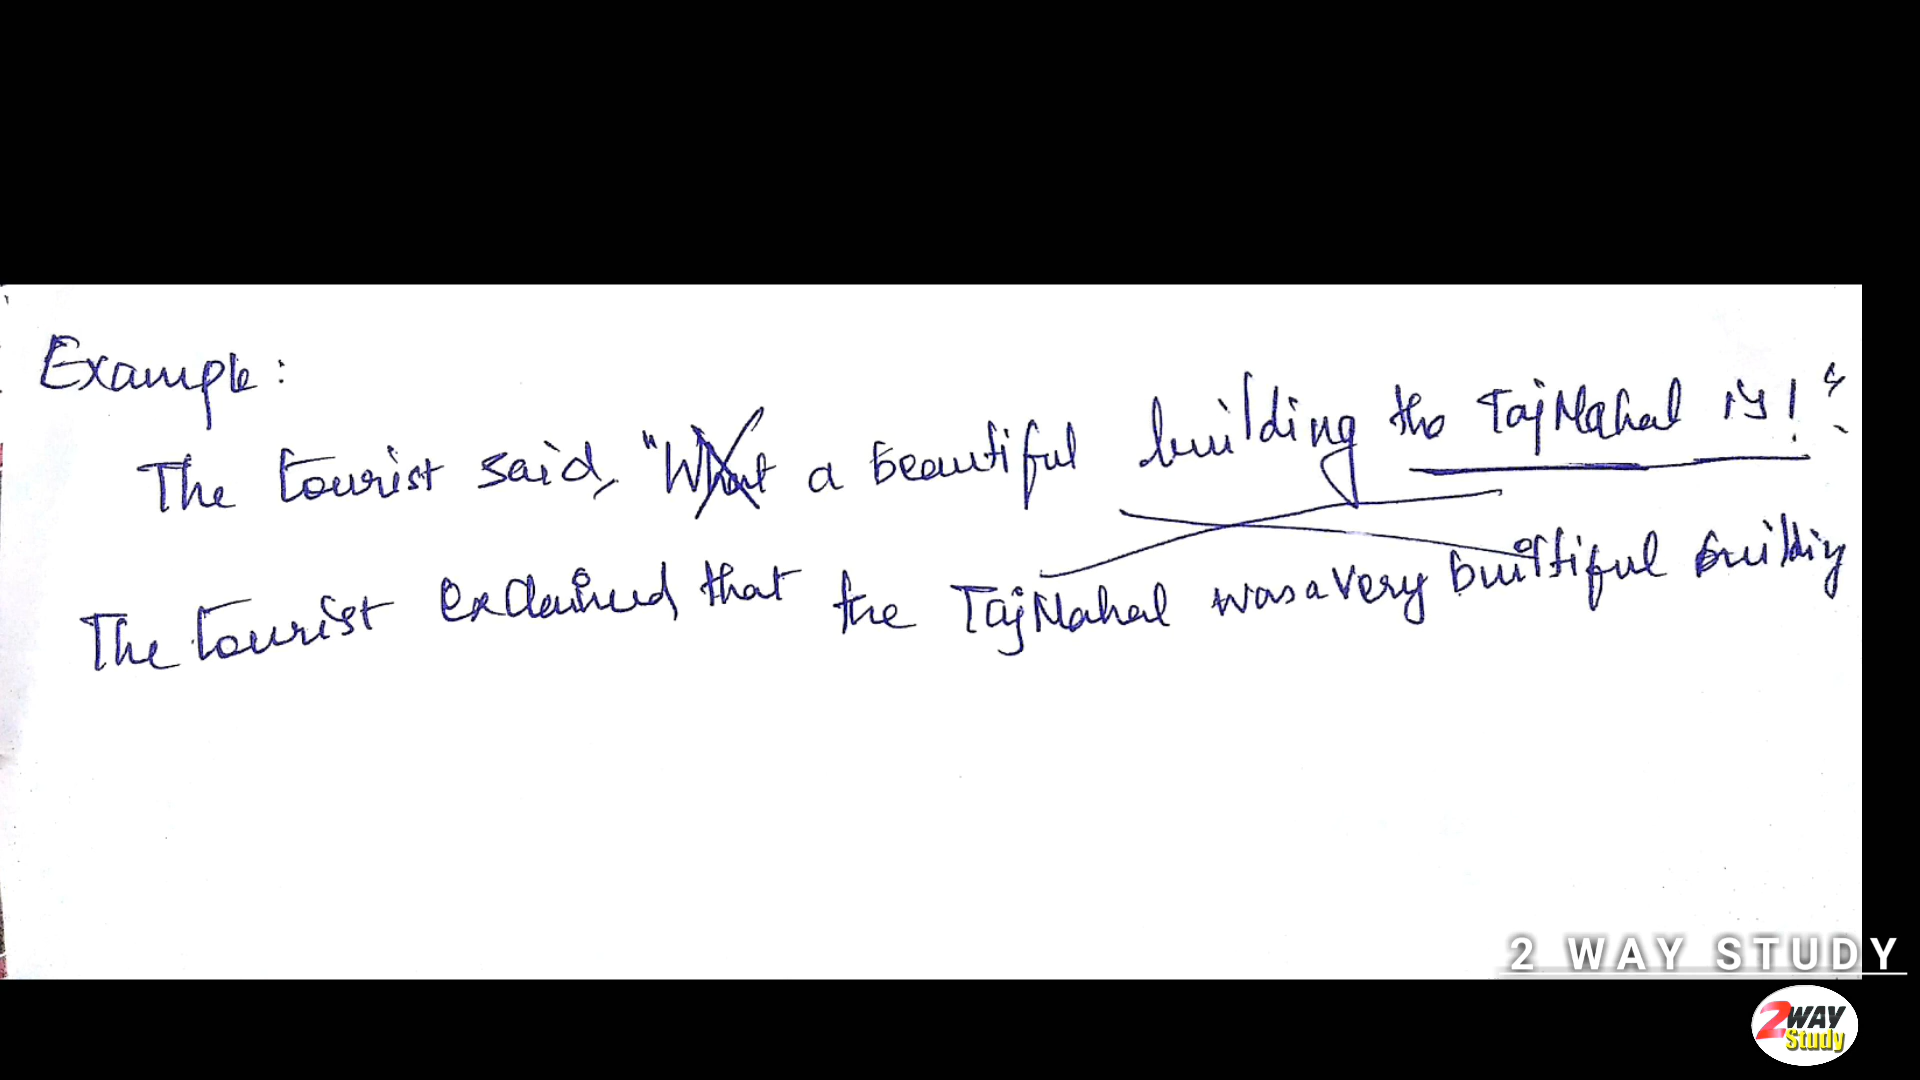 Example:
The tourist said, "What a beautiful building the Taj Mahal is!"
The tourist exclaimed that the Taj Mahal was a very buitiful building
2 WAY STUDY
2WAY
Study